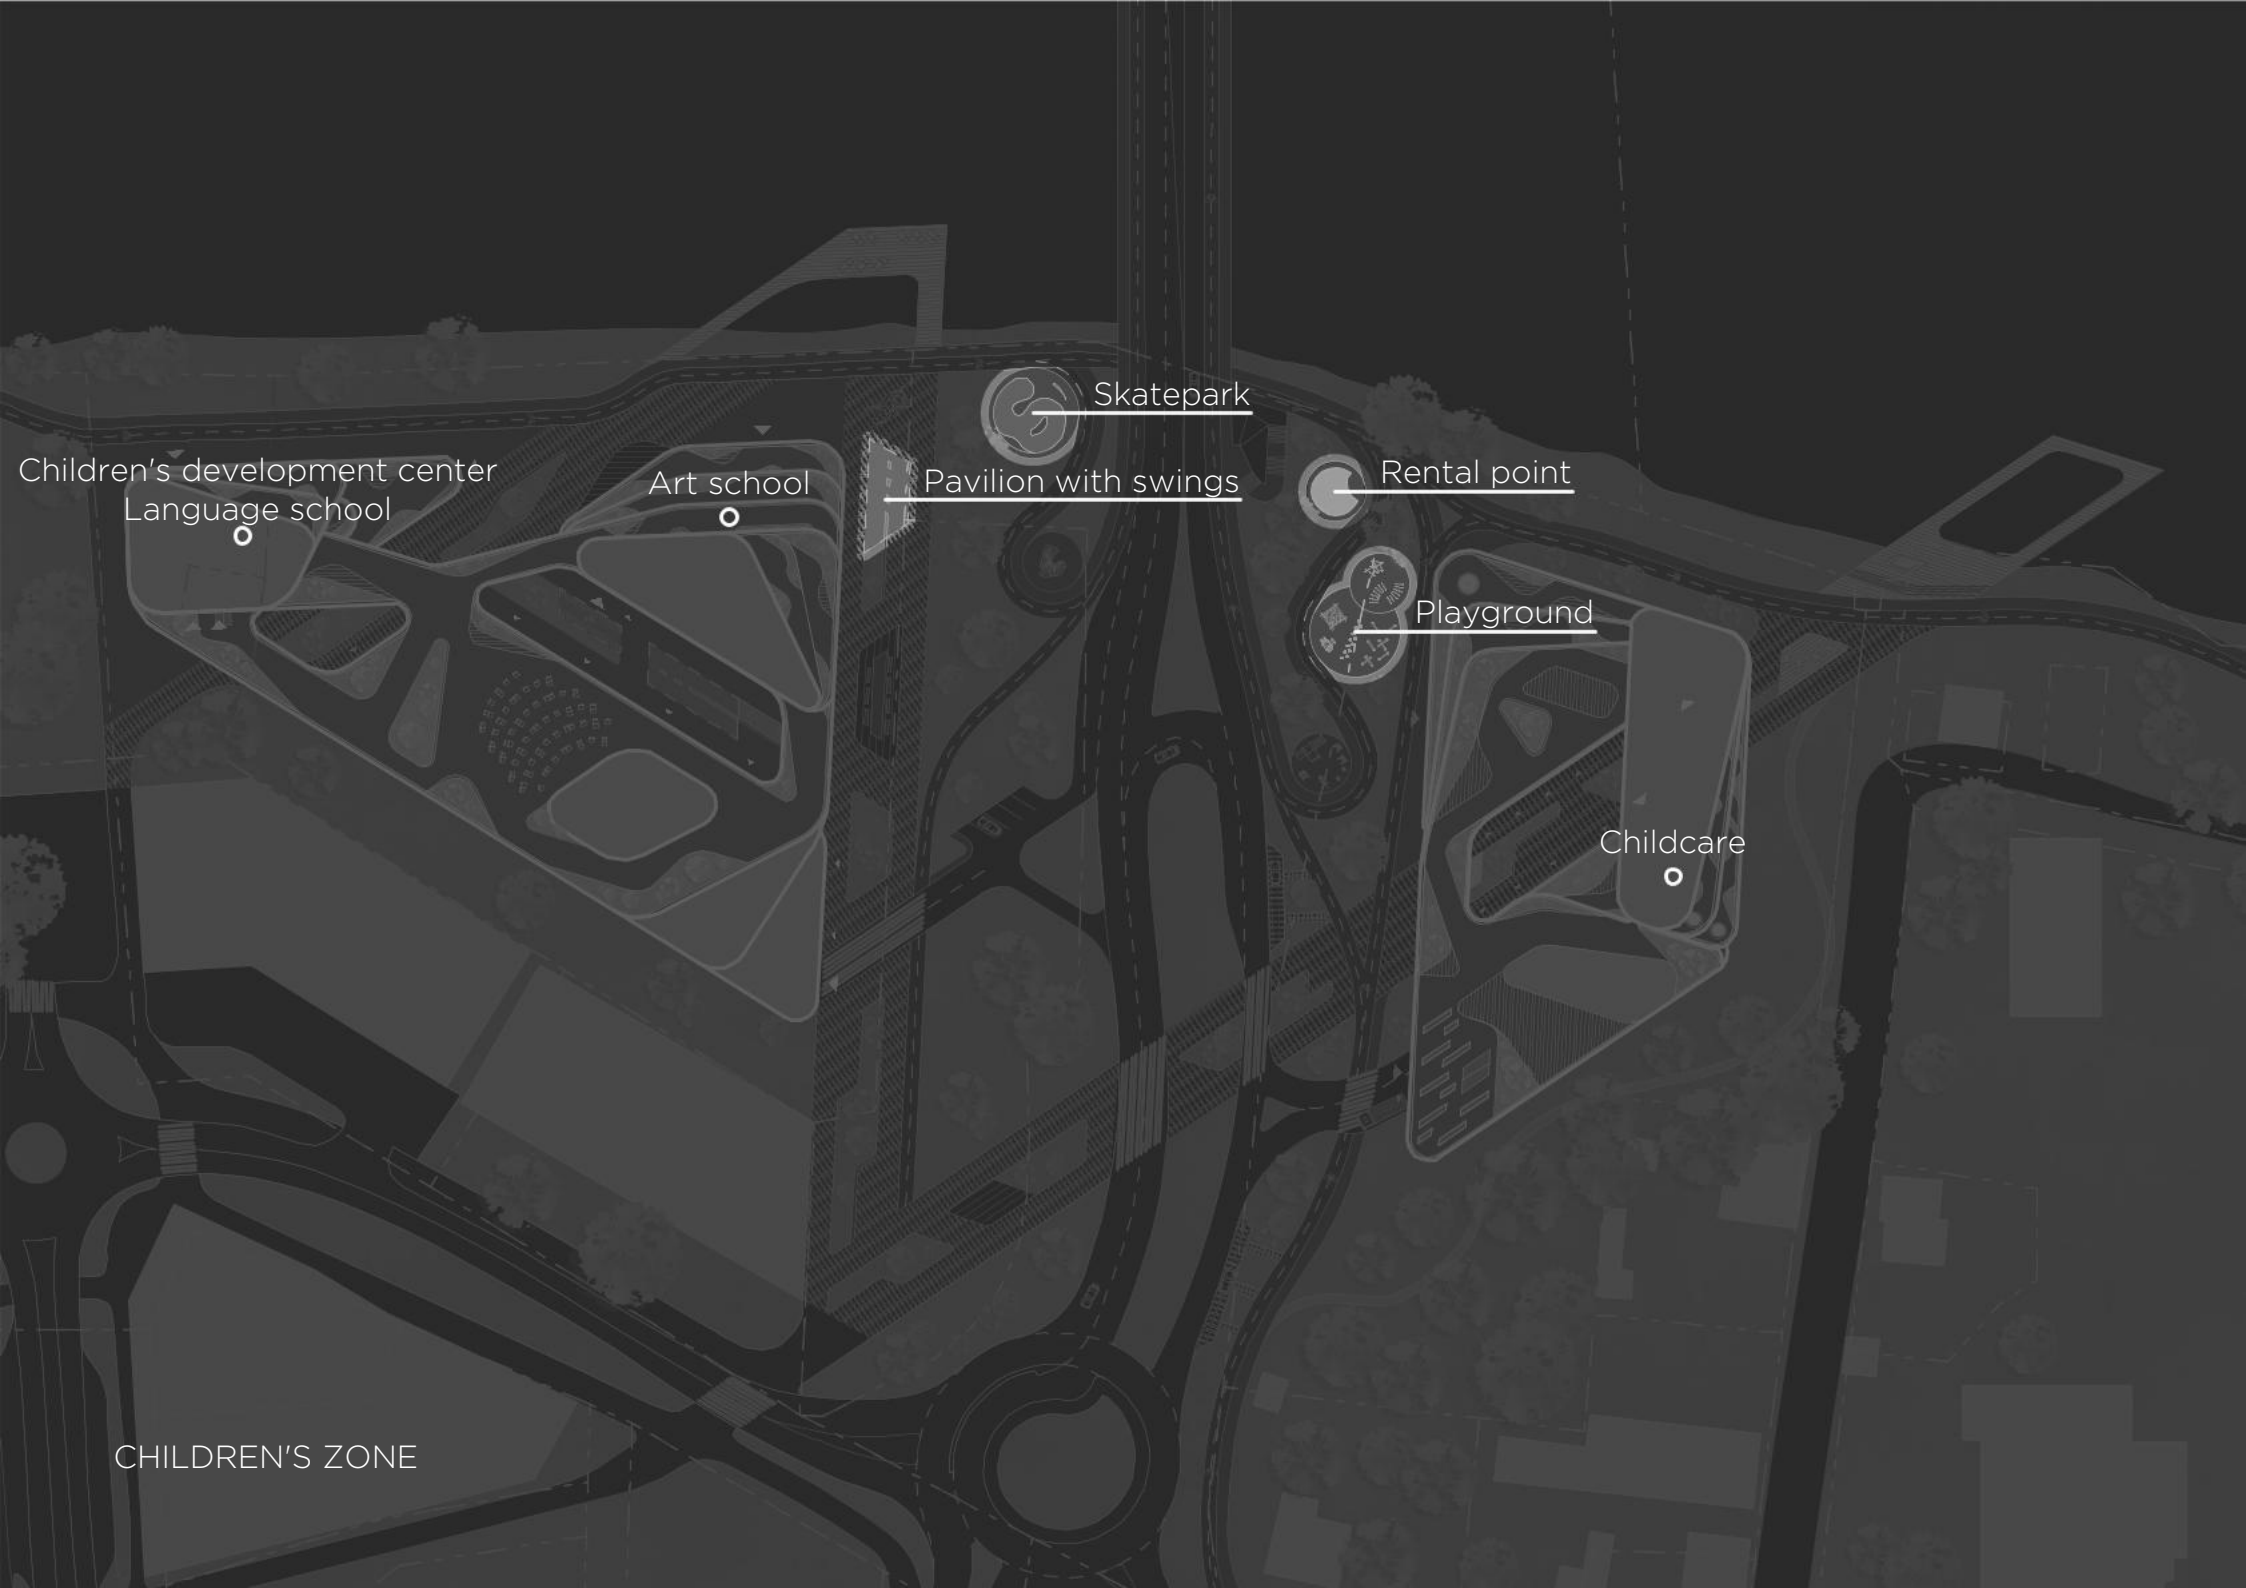 Skatepark
Children's development center
Language school
Art school
Pavilion with swings
Rental point
Playground
Childcare
CHILDREN'S ZONE